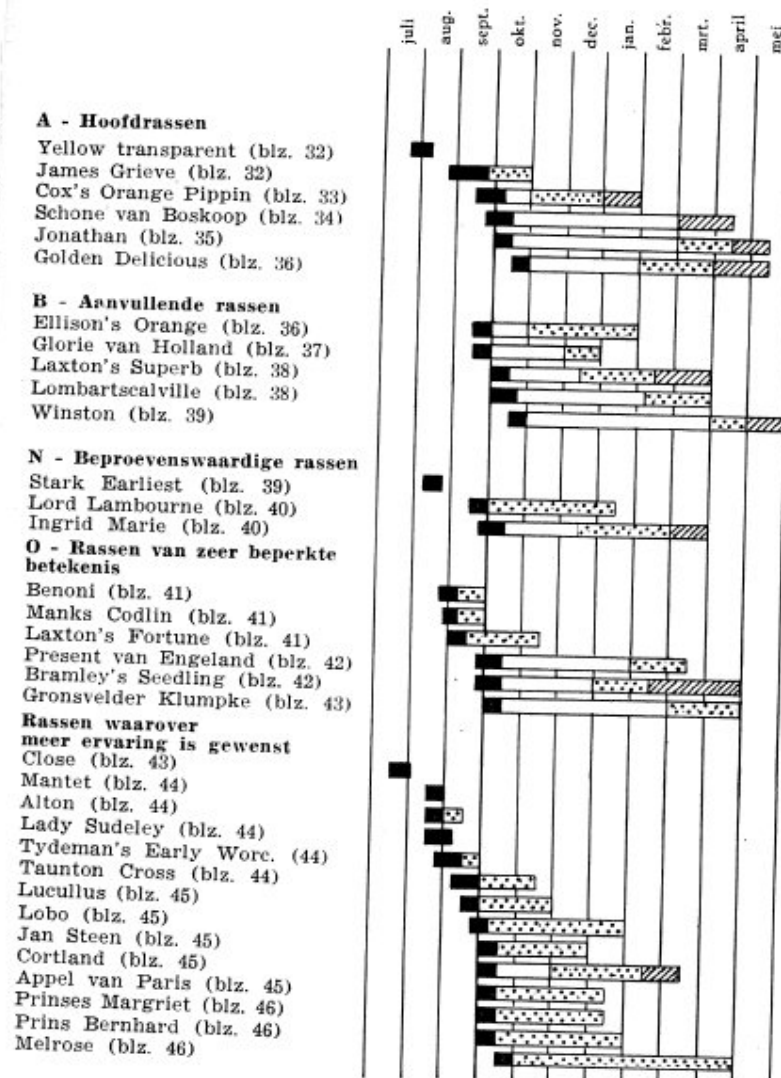 juli
aug.
sept.
okt.
nov.
dec.
jan.
febr.
mrt.
april
mei
A - Hoofdrassen
Yellow transparent (blz. 32)
James Grieve (blz. 32)
Cox's Orange Pippin (blz. 33)
Schone van Boskoop (blz. 34)
Jonathan (blz. 35)
Golden Delicious (blz. 36)
B - Aanvullende rassen
Ellison's Orange (blz. 36)
Glorie van Holland (blz. 37)
Laxton's Superb (blz. 38)
Lombartscalville (blz. 38)
Winston (blz. 39)
N - Beproevenswaardige rassen
Stark Earliest (blz. 39)
Lord Lambourne (blz. 40)
Ingrid Marie (blz. 40)
O - Rassen van zeer beperkte
betekenis
Benoni (blz. 41)
Manks Codlin (blz. 41)
Laxton's Fortune (blz. 41)
Present van Engeland (blz. 42)
Bramley's Seedling (blz. 42)
Gronsvelder Klumpke (blz. 43)
Rassen waarover
meer ervaring is gewenst
Close (blz. 43)
Mantet (blz. 44)
Alton (blz. 44)
Lady Sudeley (blz. 44)
Tydeman's Early Worc. (44)
Taunton Cross (blz. 44)
Lucullus (blz. 45)
Lobo (blz. 45)
Jan Steen (blz. 45)
Cortland (blz. 45)
Appel van Paris (blz. 45)
Prinses Margriet (blz. 46)
Prins Bernhard (blz. 46)
Melrose (blz. 46)